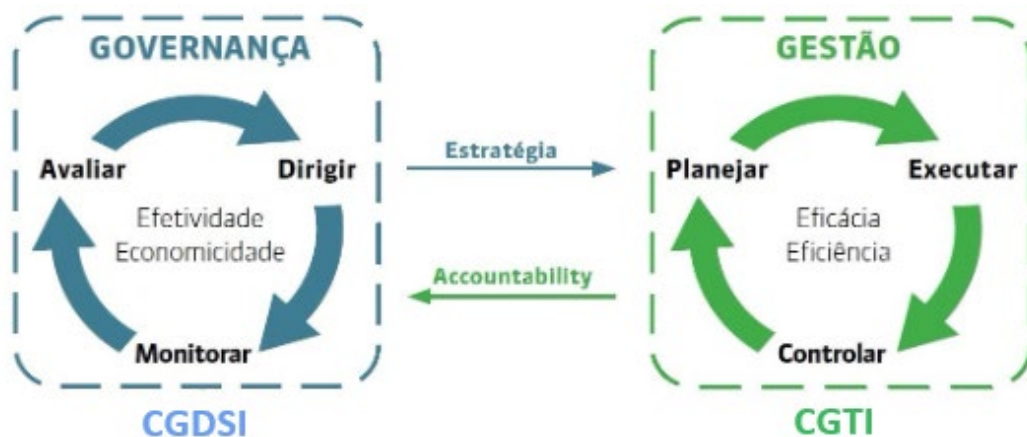 GOVERNANÇA
Avaliar
Dirigir
Efetividade
Economicidade
Monitorar
CGDSI
Estratégia
Accountability
GESTÃO
Planejar
Executar
Eficácia
Eficiência
Controlar
CGTI